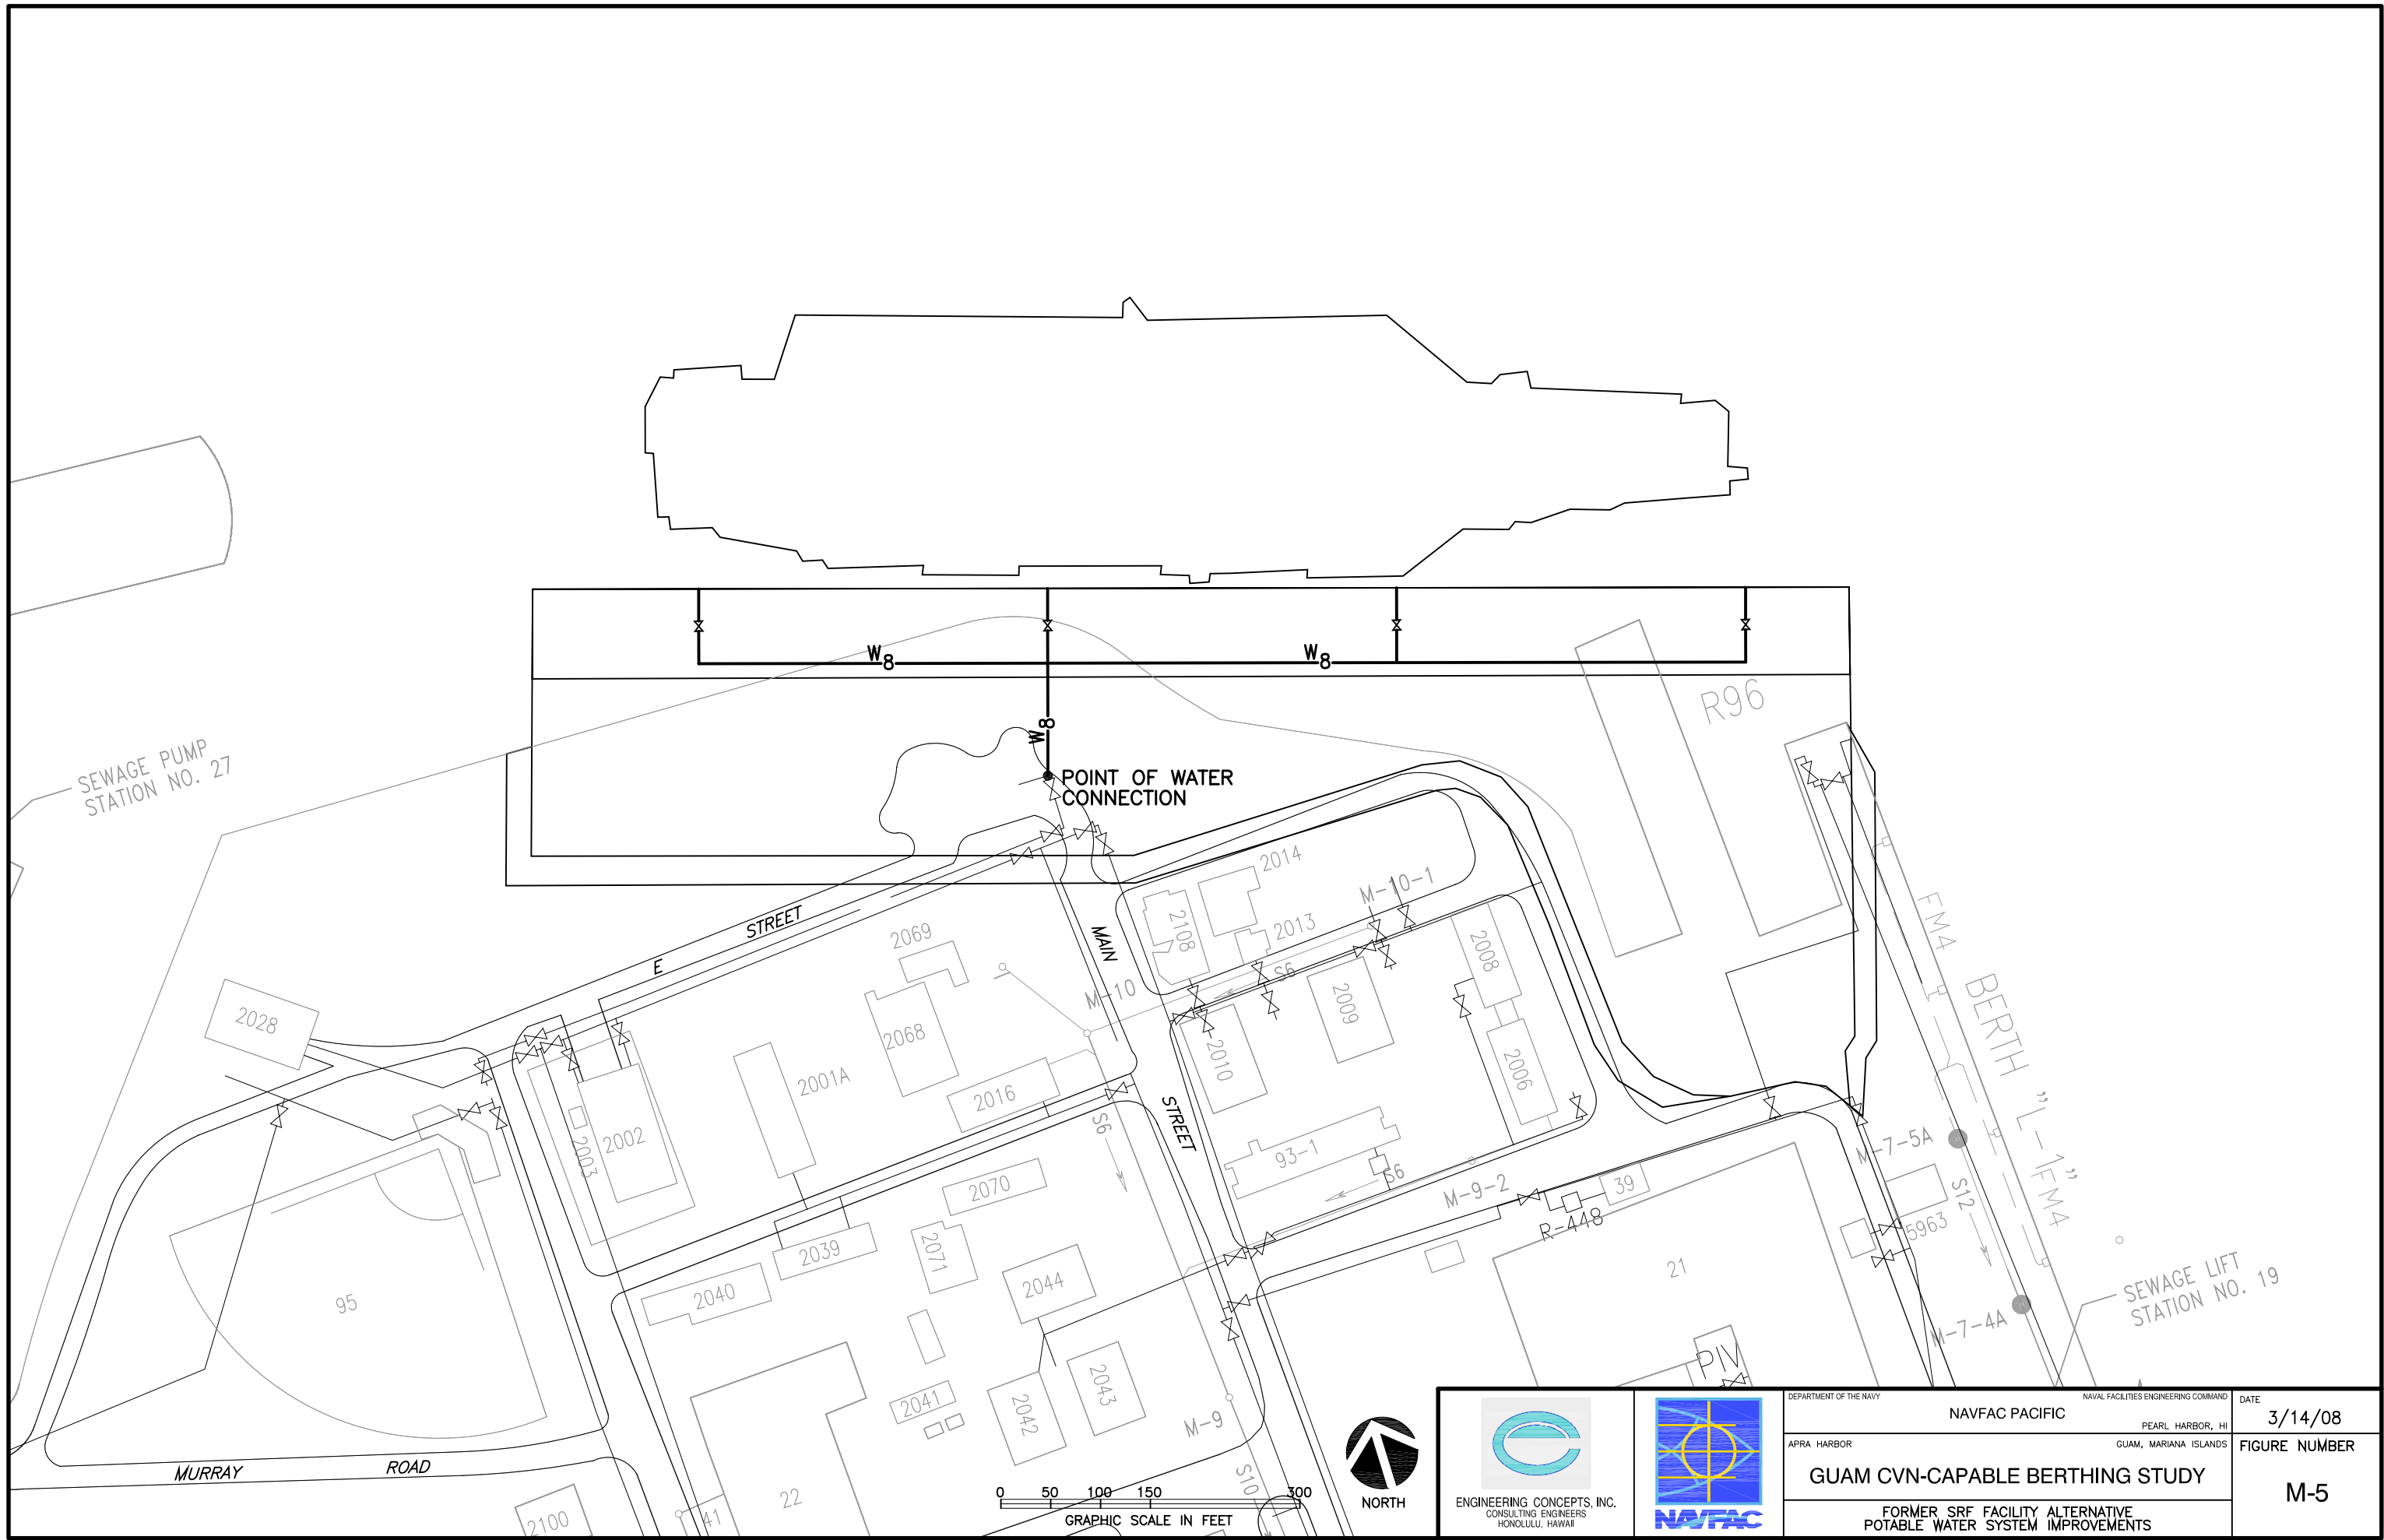 W 8
W 8
R96
W 8
SEWAGE PUMP
STATION NO. 27
POINT OF WATER
CONNECTION
2014
M-10-1
2108
2013
STREET
2069
MAIN
E
2008
FM4
S6
M-10
2009
2028
2068
BERTH "L-1"
2010
2001A
2006
2016
S6
STREET
2002
2003
93-1
M-7-5A
S6
M-9-2
39
S12
FM4
2070
R-448
5963
2071
2039
21
SEWAGE LIFT
STATION NO. 19
2044
2040
95
M-7-4A
PIV
2043
2041
2042
M-9
MURRAY ROAD
S10
22
2100
41
0 50 100 150 300
GRAPHIC SCALE IN FEET
NORTH
ENGINEERING CONCEPTS, INC.
CONSULTING ENGINEERS
HONOLULU, HAWAII
NAVFAC
DEPARTMENT OF THE NAVY
NAVAL FACILITIES ENGINEERING COMMAND
NAVFAC PACIFIC
PEARL HARBOR, HI
APRA HARBOR
GUAM, MARIANA ISLANDS
GUAM CVN-CAPABLE BERTHING STUDY
FORMER SRF FACILITY ALTERNATIVE
POTABLE WATER SYSTEM IMPROVEMENTS
DATE
3/14/08
FIGURE NUMBER
M-5